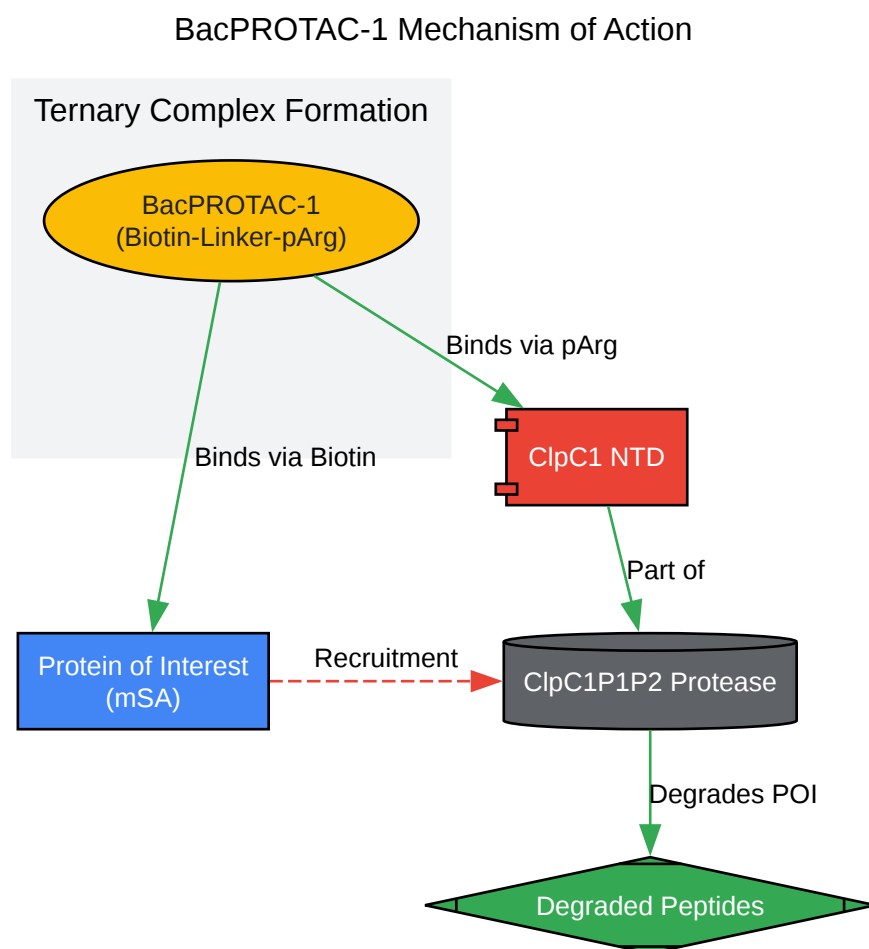 BacPROTAC-1 Mechanism of Action
Ternary Complex Formation
BacPROTAC-1
(Biotin-Linker-pArg)
Binds via pArg
Binds via Biotin
ClpC1 NTD
Part of
Protein of Interest
(mSA)
Recruitment
ClpC1P1P2 Protease
Degrades POI
Degraded Peptides